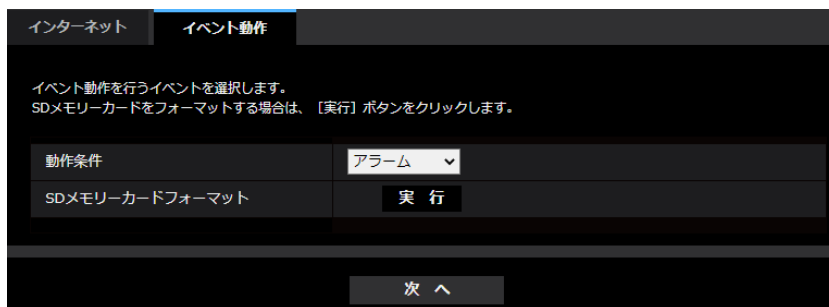 インターネット
イベント動作
イベント動作を行うイベントを選択します。
SDメモリーカードをフォーマットする場合は、［実行］ボタンをクリックします。
動作条件
アラーム
SDメモリーカードフォーマット
実 行
次 へ